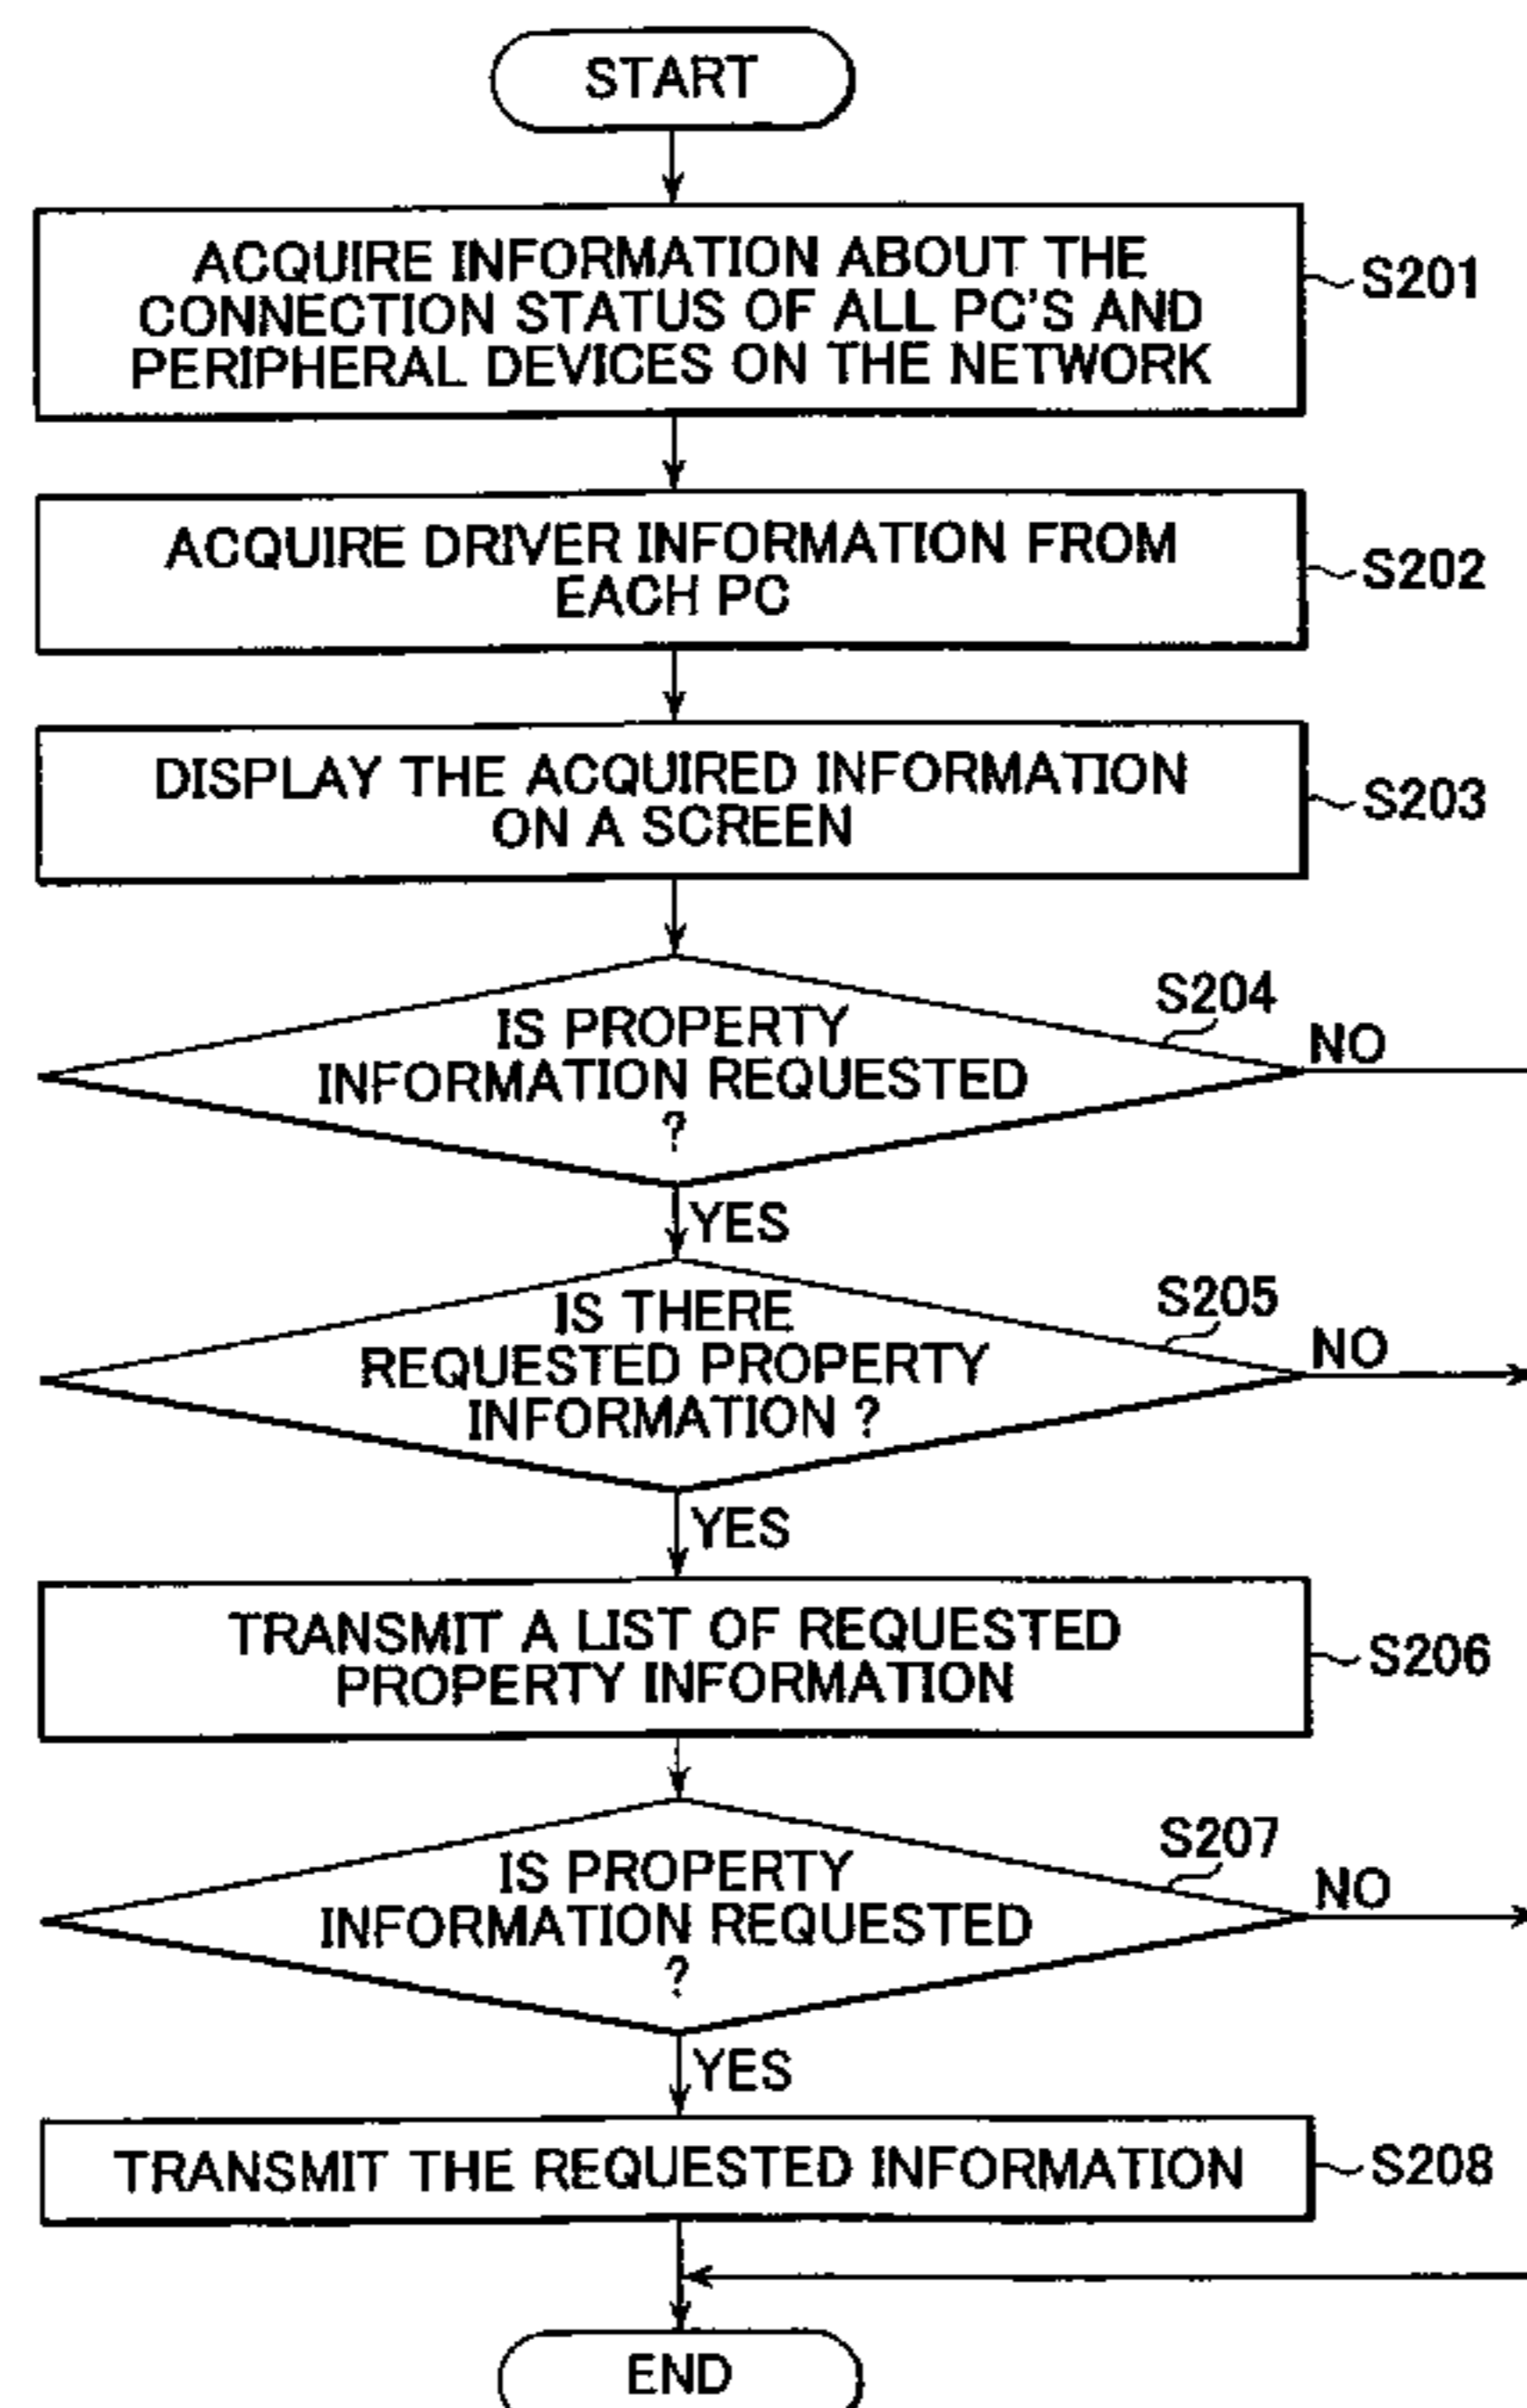 START
ACQUIRE INFORMATION ABOUT THE
CONNECTION STATUS OF ALL PC'S AND
PERIPHERAL DEVICES ON THE NETWORK
S201
ACQUIRE DRIVER INFORMATION FROM
EACH PC
S202
DISPLAY THE ACQUIRED INFORMATION
ON A SCREEN
S203
S204
IS PROPERTY
INFORMATION REQUESTED
?
NO
YES
S205
IS THERE
REQUESTED PROPERTY
INFORMATION ?
NO
YES
TRANSMIT A LIST OF REQUESTED
PROPERTY INFORMATION
S206
S207
IS PROPERTY
INFORMATION REQUESTED
?
NO
YES
TRANSMIT THE REQUESTED INFORMATION
S208
END